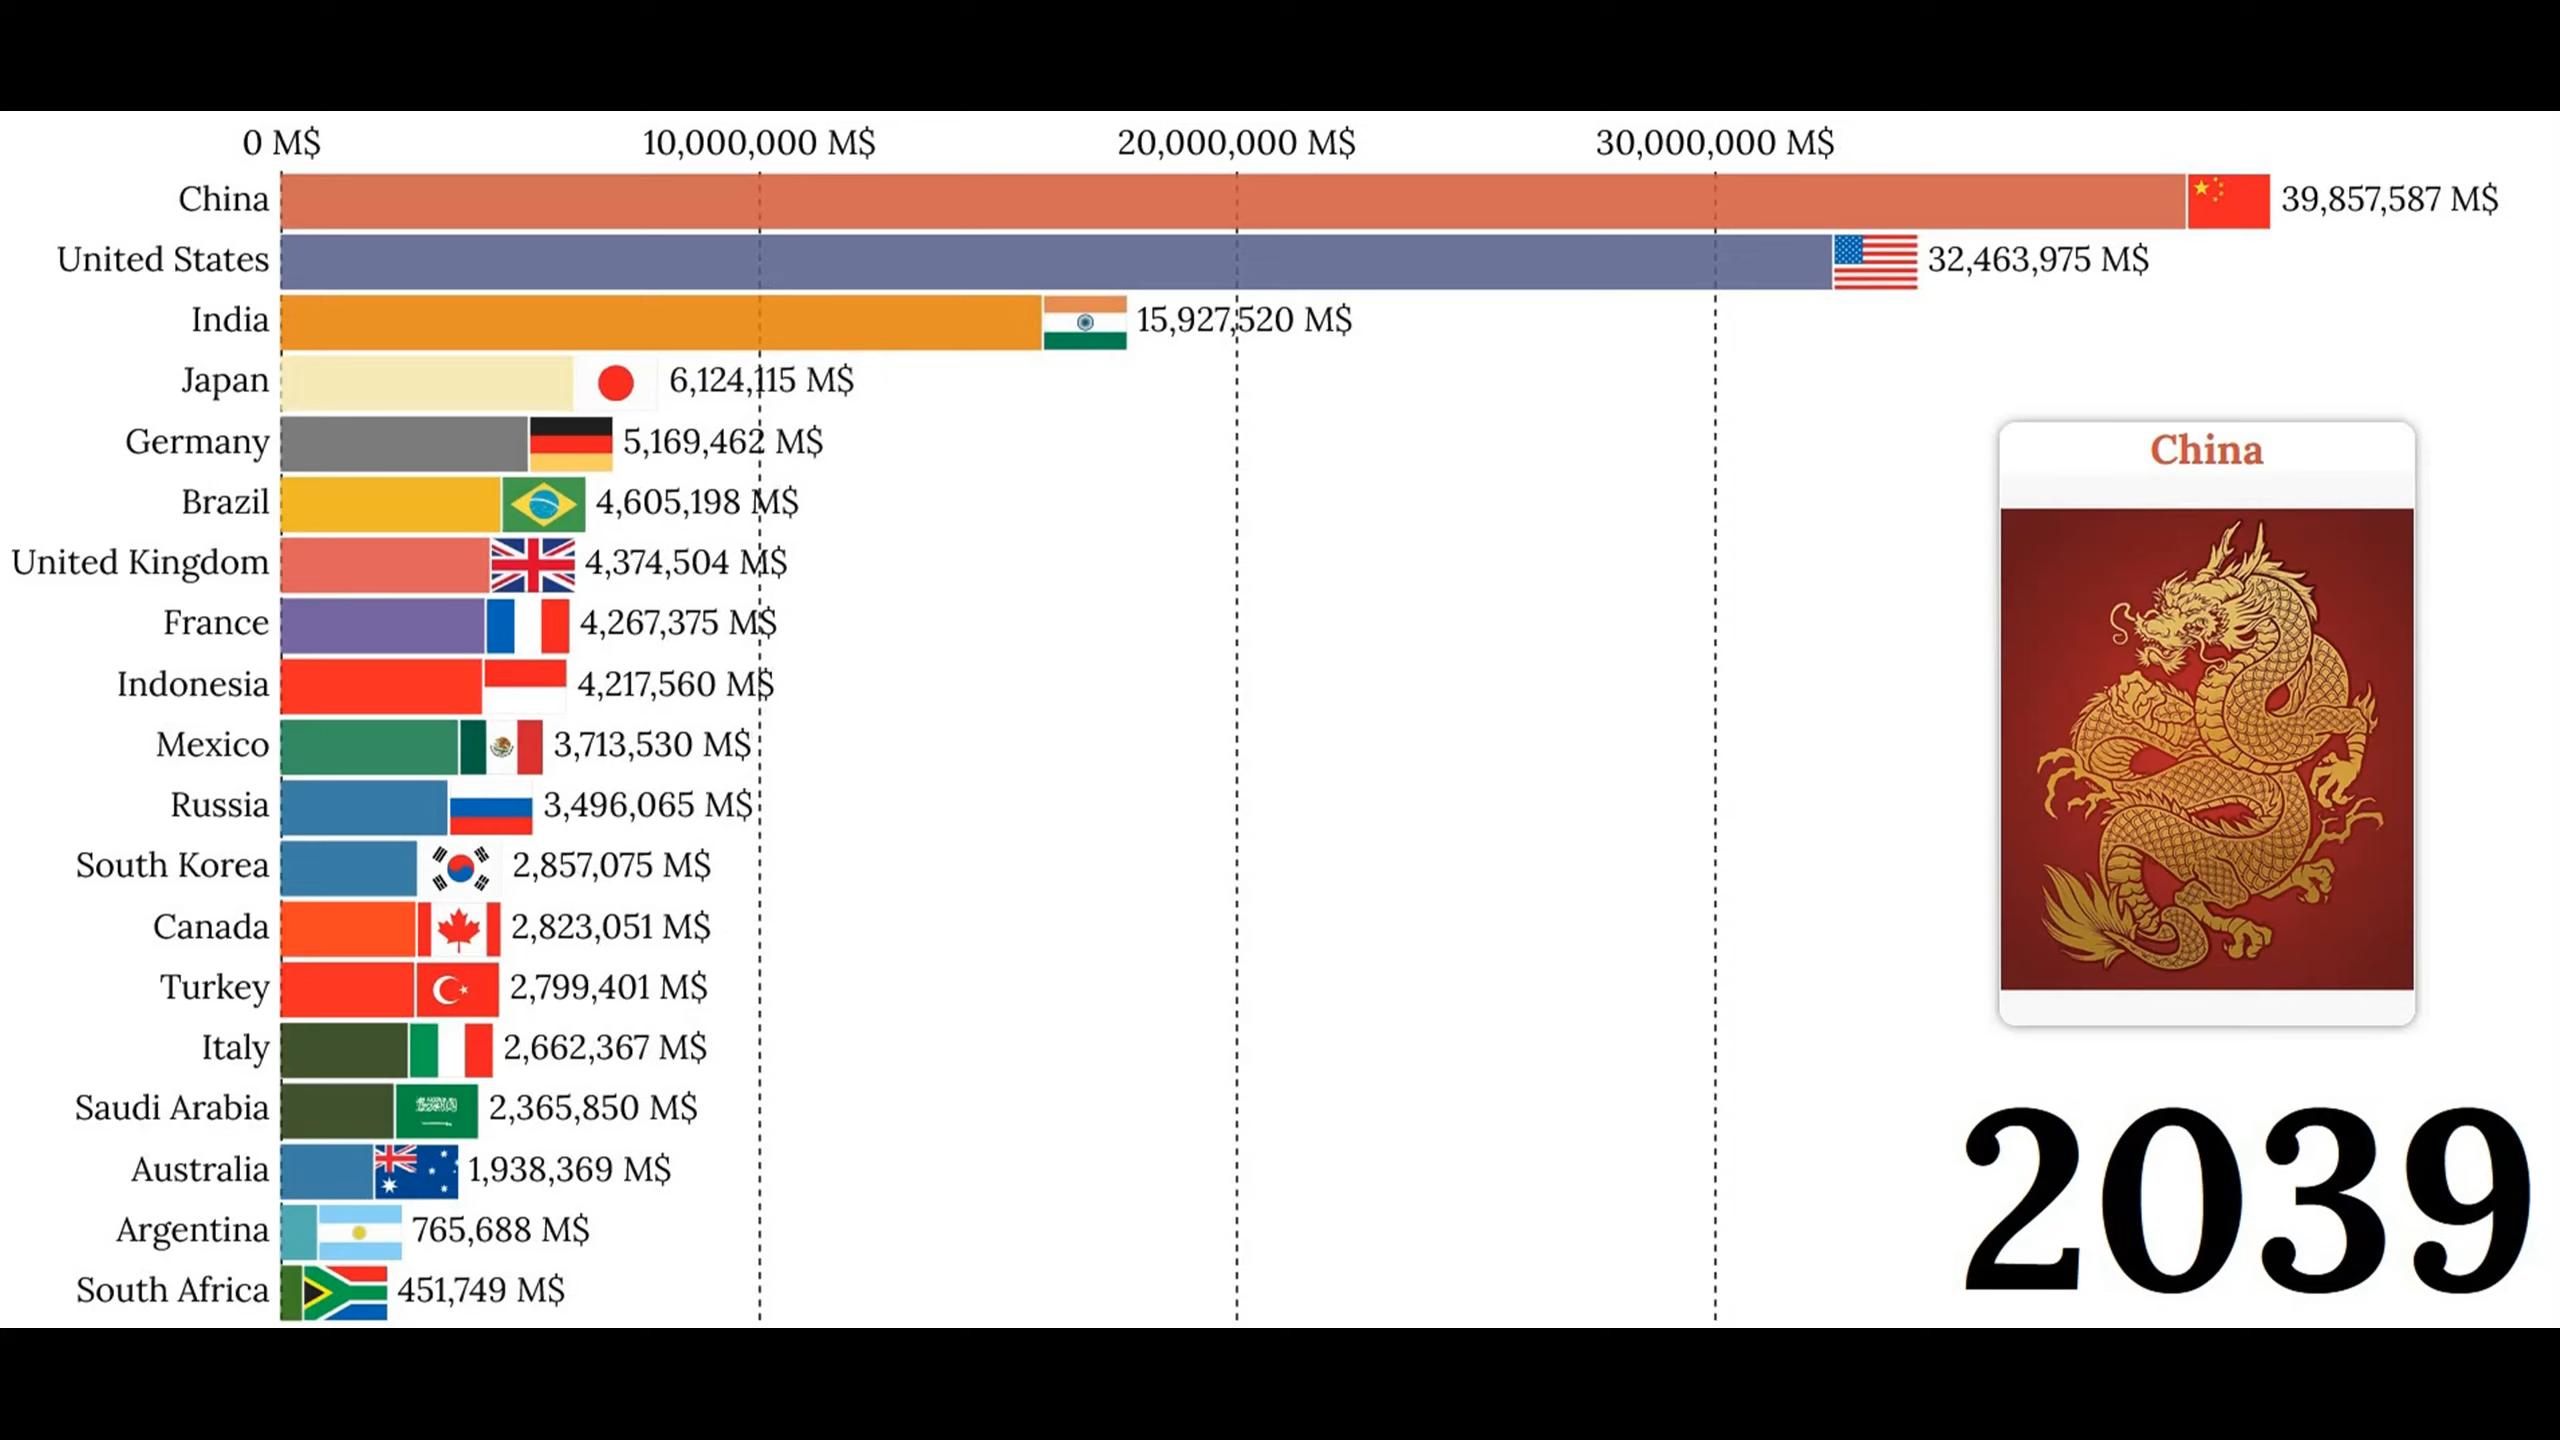 0 M$ 10,000,000 M$ 20,000,000 M$ 30,000,000 M$
China 39,857,587 M$
United States 32,463,975 M$
India 15,927,520 M$
Japan 6,124,115 M$
Germany 5,169,462 M$
Brazil 4,605,198 M$
United Kingdom 4,374,504 M$
France 4,267,375 M$
Indonesia 4,217,560 M$
Mexico 3,713,530 M$
Russia 3,496,065 M$
South Korea 2,857,075 M$
Canada 2,823,051 M$
Turkey 2,799,401 M$
Italy 2,662,367 M$
Saudi Arabia 2,365,850 M$
Australia 1,938,369 M$
Argentina 765,688 M$
South Africa 451,749 M$
China
2039